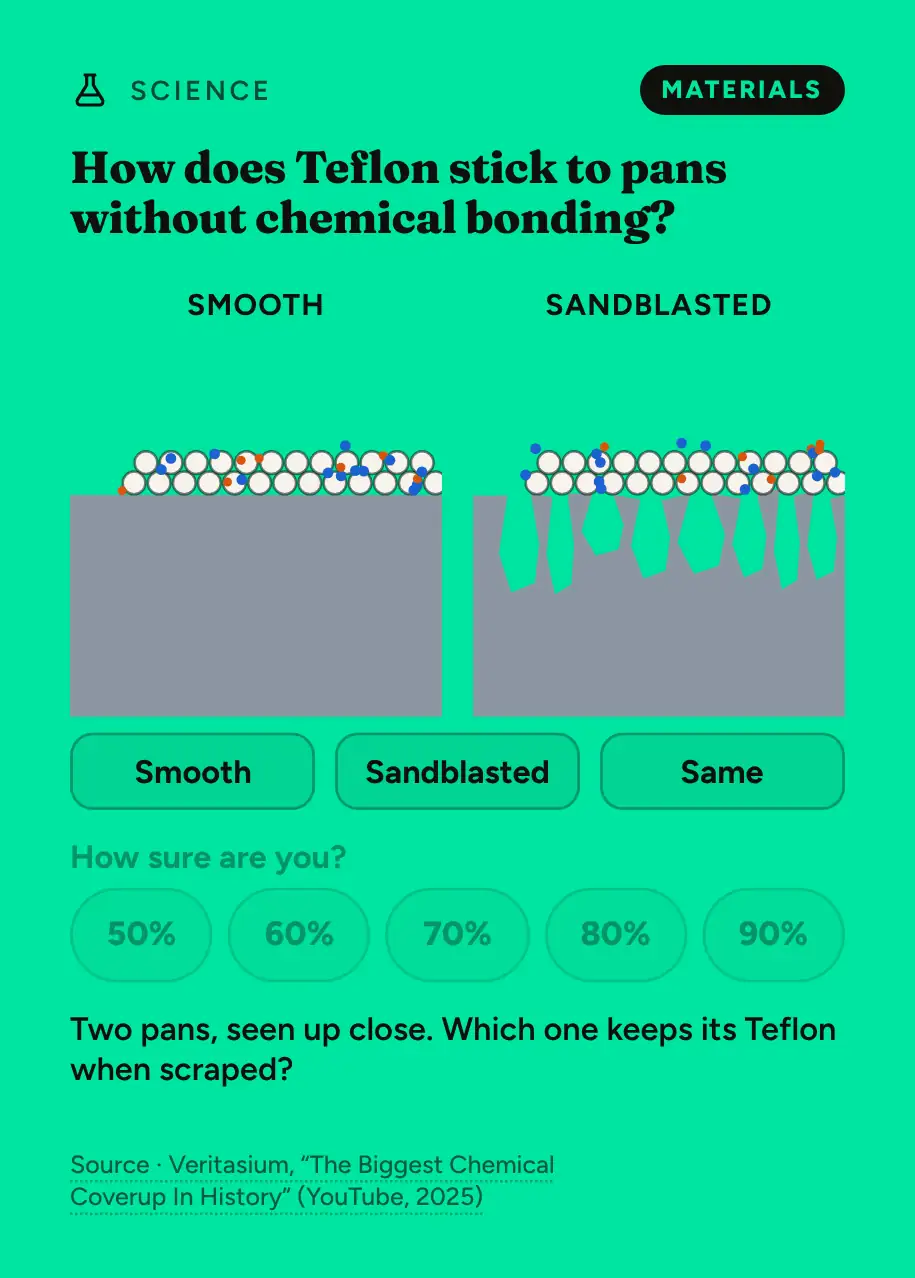 SCIENCE
MATERIALS
How does Teflon stick to pans
without chemical bonding?
SMOOTH
SANDBLASTED
Smooth
Sandblasted
Same
How sure are you?
50%
60%
70%
80%
90%
Two pans, seen up close. Which one keeps its Teflon
when scraped?
Source · Veritasium, “The Biggest Chemical
Coverup In History” (YouTube, 2025)